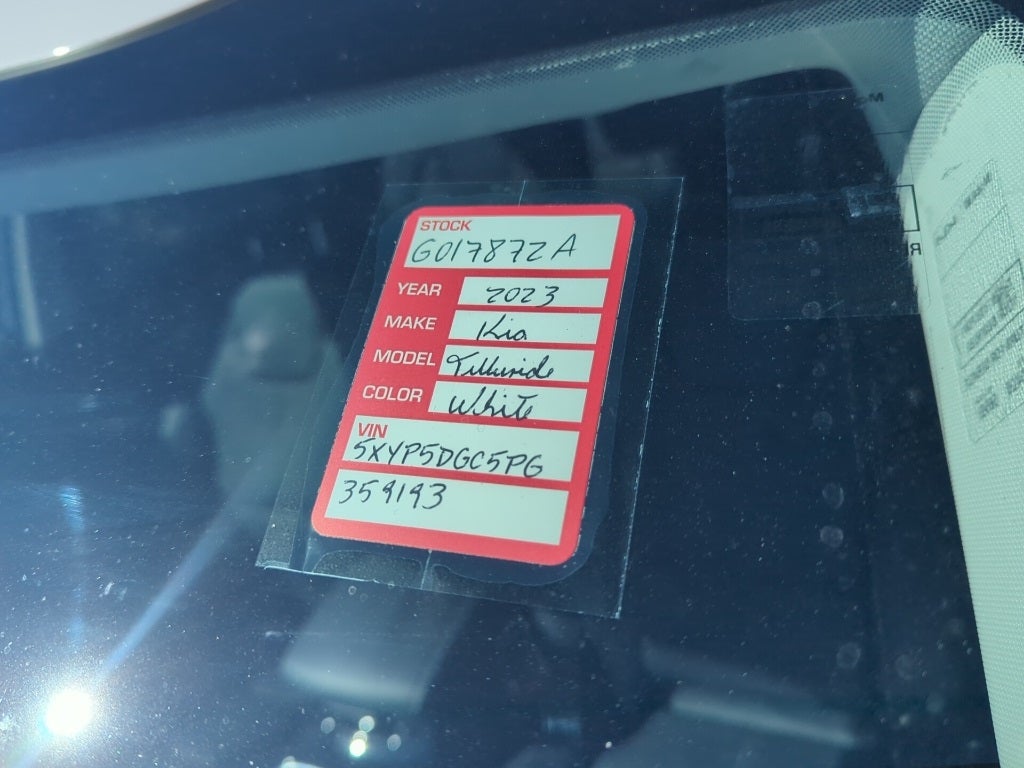 STOCK
G017872A
YEAR 2023
MAKE Kia
MODEL Telluride
COLOR White
VIN
5XYP5DGC5PG
359193